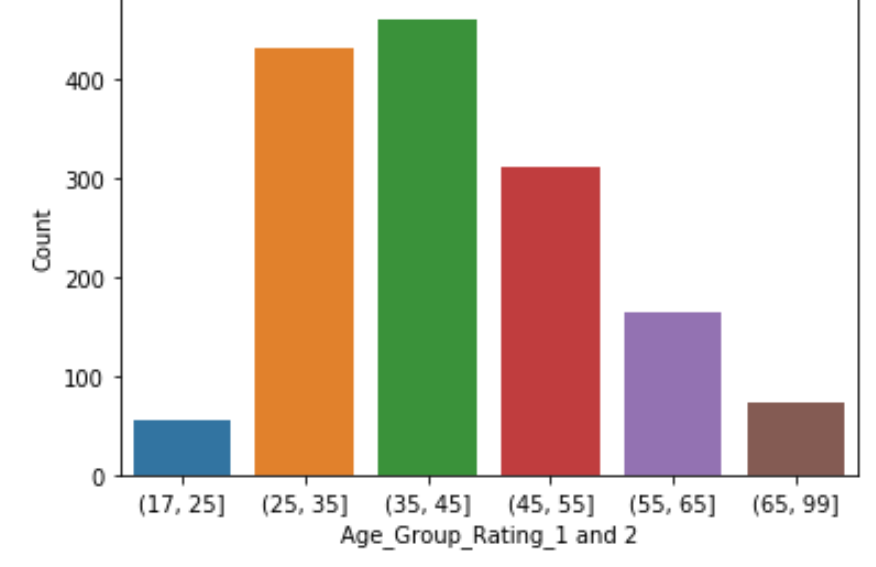 400
300
200
100
0
Count
(17, 25] (25, 35] (35, 45] (45, 55] (55, 65] (65, 99]
Age_Group_Rating_1 and 2